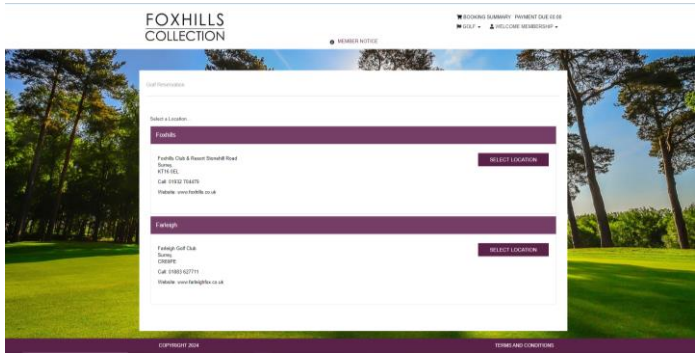 FOXHILLS
COLLECTION
BOOKING SUMMARY PAYMENT DUE £0.00
GOLF WELCOME MEMBERSHIP
MEMBER NOTICE
Golf Reservation
Select a Location.
Foxhills
Foxhills Club & Resort Stonehill Road
Surrey,
KT16 0EL
Call: 01932 704475
Website: www.foxhills.co.uk
SELECT LOCATION
Farleigh
Farleigh Golf Club
Surrey,
CR69PE
Call: 01883 627711
Website: www.farleighfox.co.uk
SELECT LOCATION
COPYRIGHT 2024
TERMS AND CONDITIONS